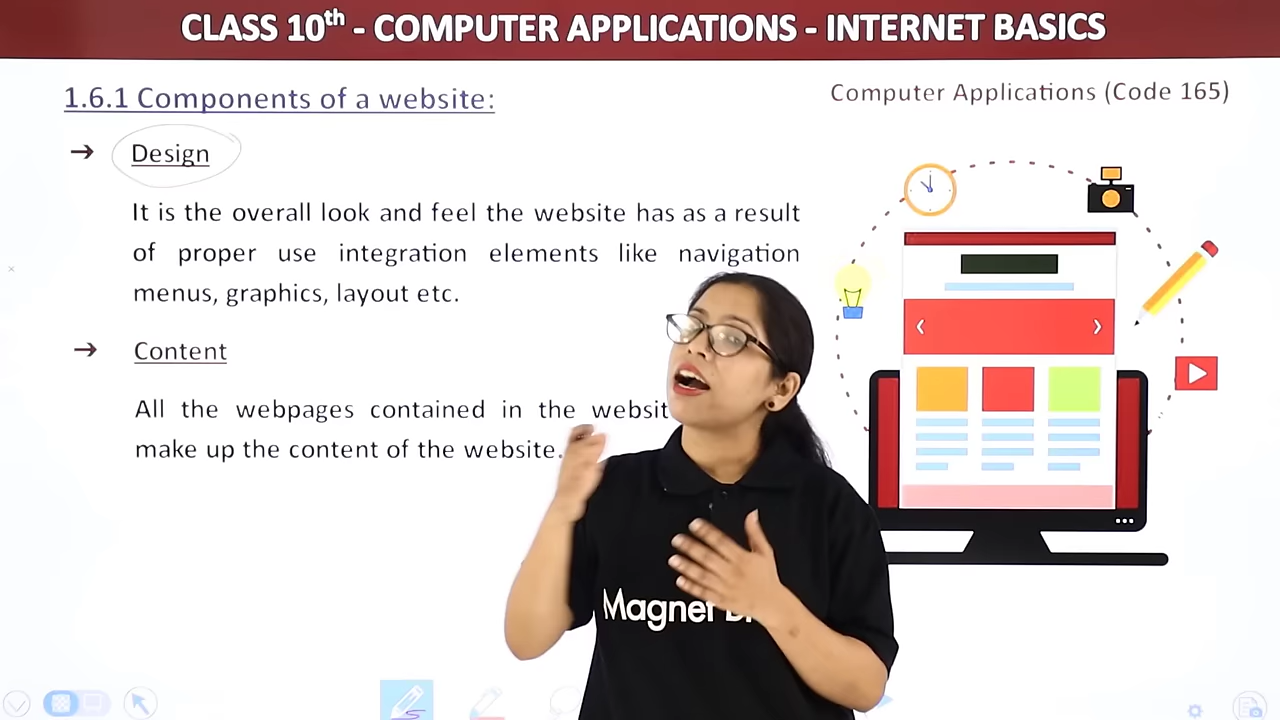 CLASS 10th - COMPUTER APPLICATIONS - INTERNET BASICS
1.6.1 Components of a website:
Computer Applications (Code 165)
→ Design
It is the overall look and feel the website has as a result
of proper use integration elements like navigation
menus, graphics, layout etc.
→ Content
All the webpages contained in the
make up the content of the website.